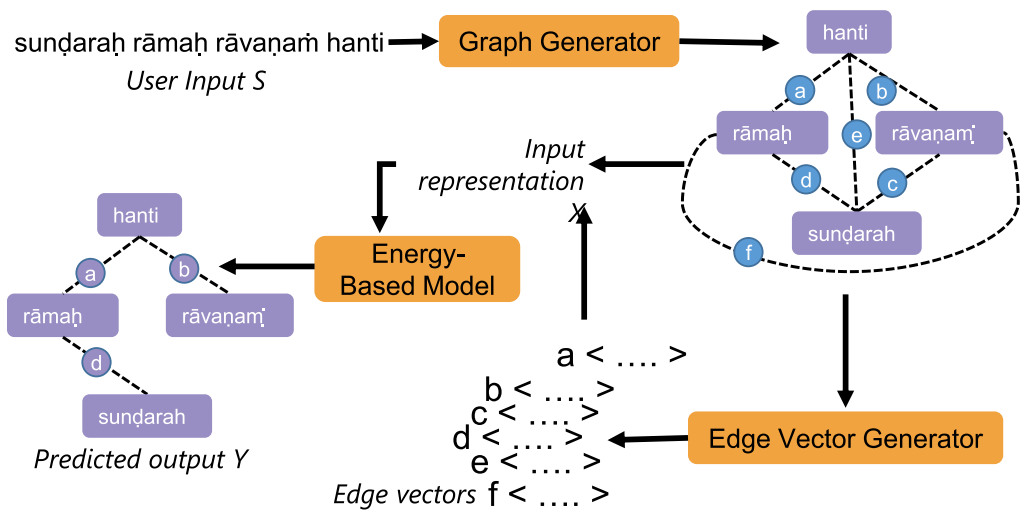 sunḍaraḥ rāmaḥ rāvaṇaṁ hanti
User Input S
Graph Generator
hanti
a
b
rāmaḥ
e
rāvaṇaṁ
d
c
sunḍarah
f
Input
representation
X
Energy-
Based Model
hanti
a
b
rāmaḥ
rāvaṇaṁ
d
sunḍarah
Predicted output Y
a < .... >
b < .... >
c < .... >
d < .... >
e < .... >
Edge vectors f < .... >
Edge Vector Generator